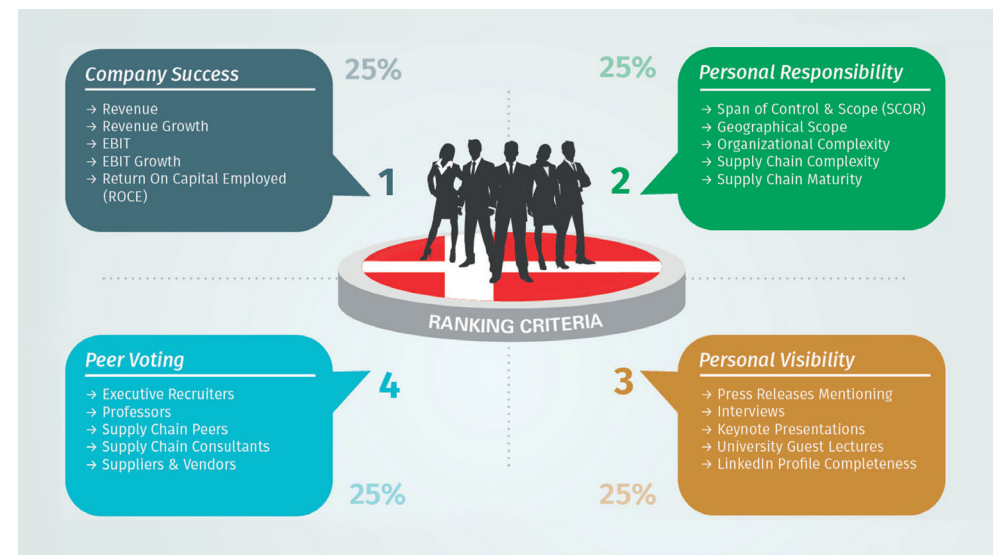 Company Success
25%
→ Revenue
→ Revenue Growth
→ EBIT
→ EBIT Growth
→ Return On Capital Employed
(ROCE)
1
25%
Personal Responsibility
→ Span of Control & Scope (SCOR)
→ Geographical Scope
→ Organizational Complexity
→ Supply Chain Complexity
→ Supply Chain Maturity
2
RANKING CRITERIA
Peer Voting
→ Executive Recruiters
→ Professors
→ Supply Chain Peers
→ Supply Chain Consultants
→ Suppliers & Vendors
4
25%
Personal Visibility
→ Press Releases Mentioning
→ Interviews
→ Keynote Presentations
→ University Guest Lectures
→ LinkedIn Profile Completeness
3
25%